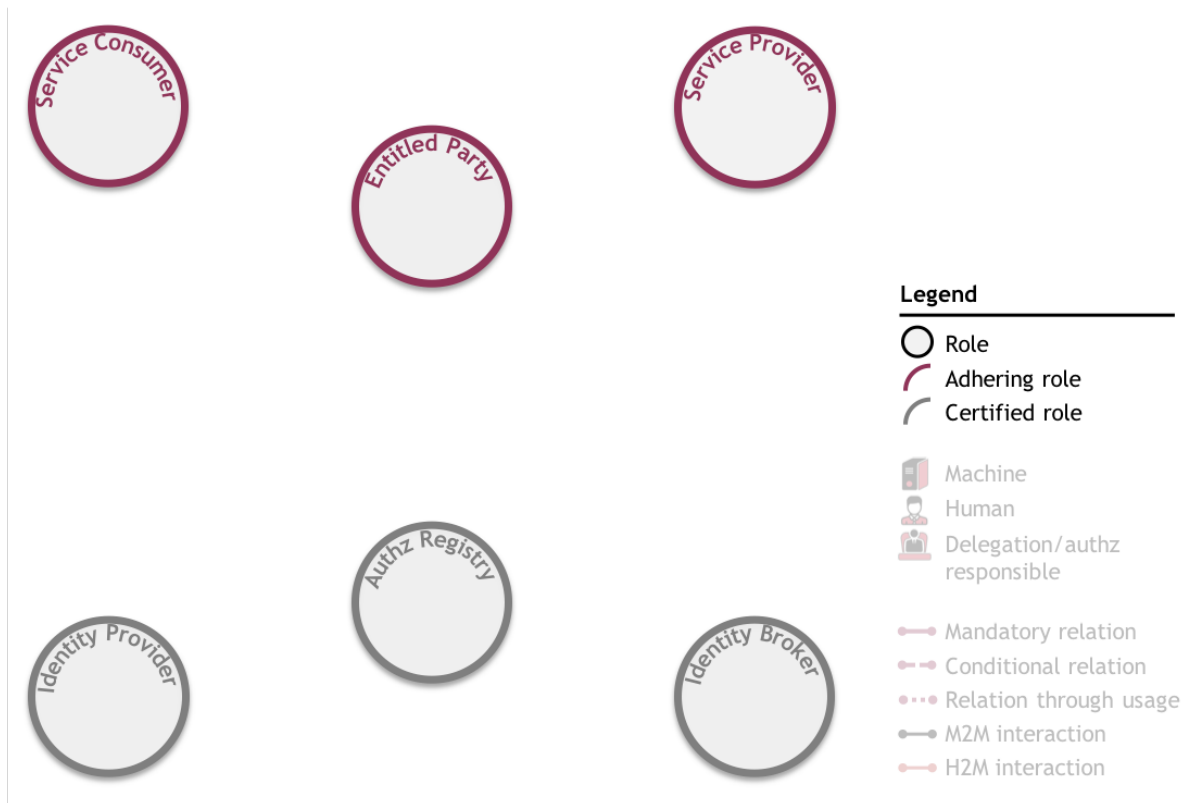 Service Consumer
Service Provider
Entitled Party
Legend
Role
Adhering role
Certified role
Machine
Human
Delegation/authz
responsible
Authz Registry
Identity Provider
Identity Broker
Mandatory relation
Conditional relation
Relation through usage
M2M interaction
H2M interaction